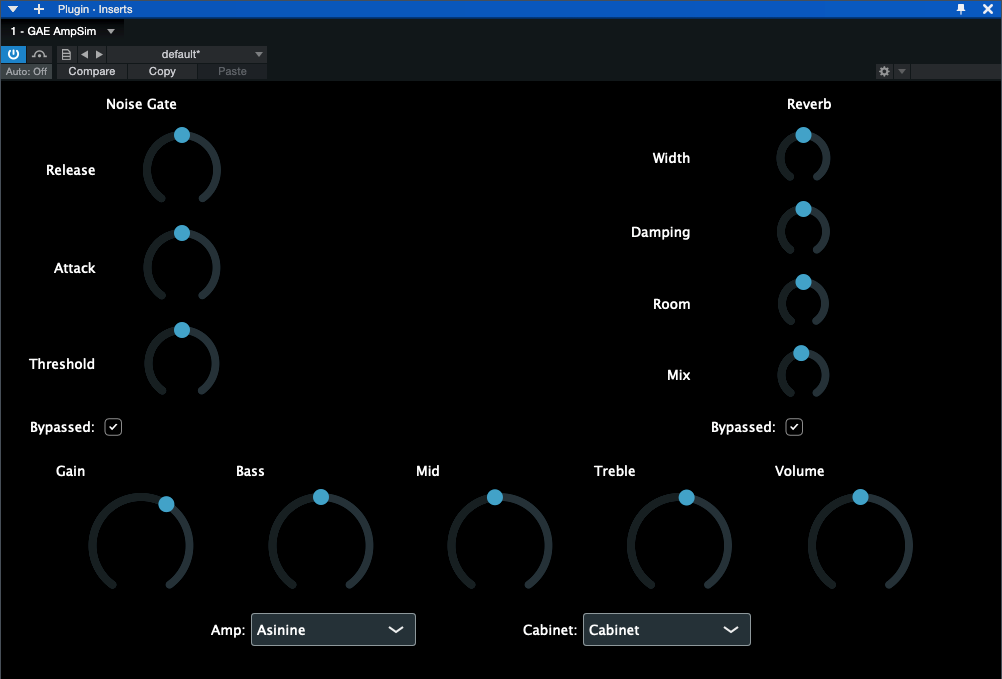 Plugin · Inserts
1 - GAE AmpSim
default*
Auto: Off Compare Copy Paste
Noise Gate Reverb
Release
Width
Damping
Attack
Room
Threshold
Mix
Bypassed: Bypassed:
Gain Bass Mid Treble Volume
Amp: Asinine Cabinet: Cabinet